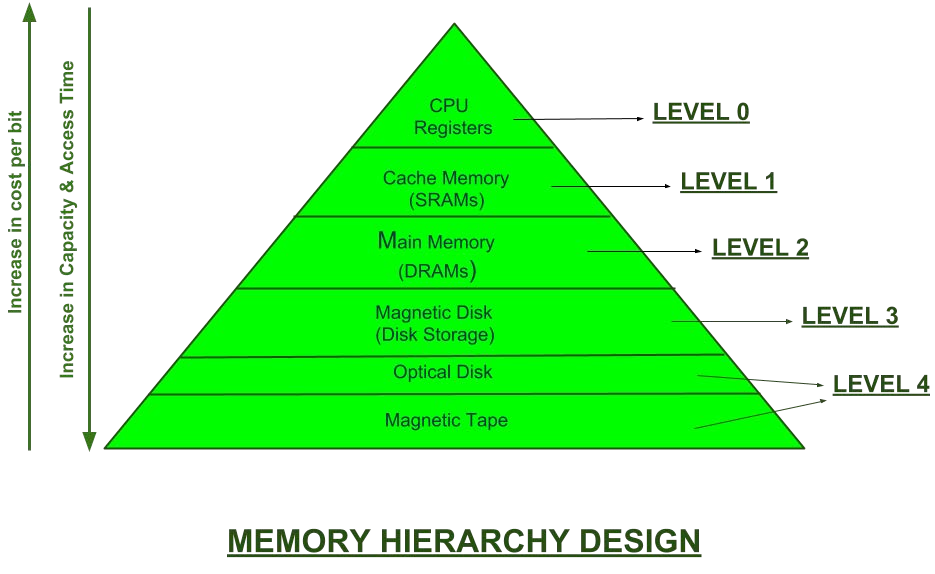 Increase in cost per bit
Increase in Capacity & Access Time
CPU
Registers
LEVEL 0
Cache Memory
(SRAMs)
LEVEL 1
Main Memory
(DRAMs)
LEVEL 2
Magnetic Disk
(Disk Storage)
LEVEL 3
Optical Disk
LEVEL 4
Magnetic Tape
MEMORY HIERARCHY DESIGN